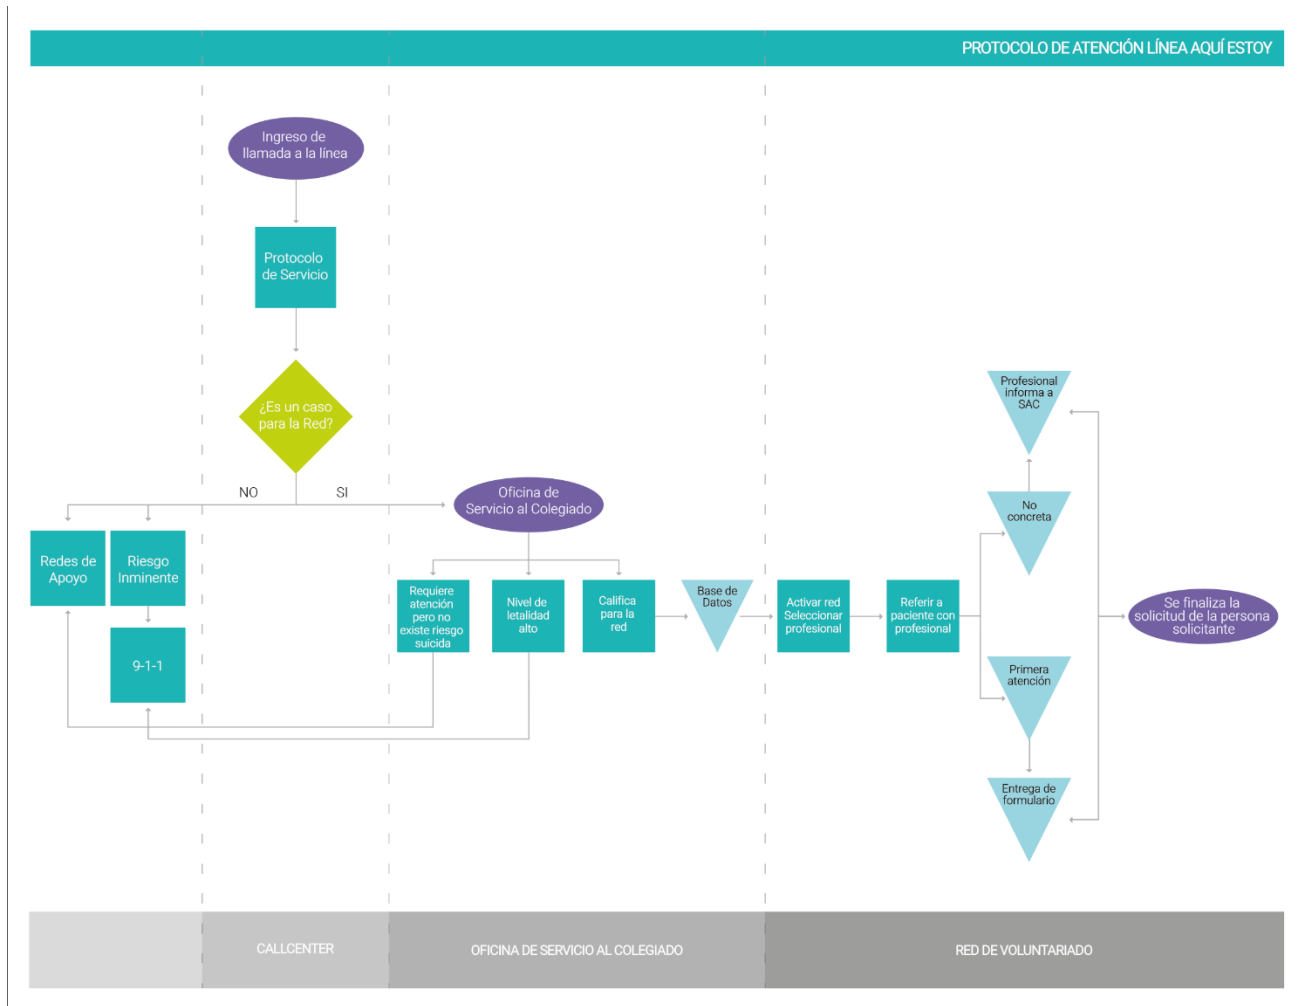 PROTOCOLO DE ATENCIÓN LÍNEA AQUÍ ESTOY
Ingreso de
llamada a la línea
Protocolo
de Servicio
¿Es un caso
para la Red?
NO
SI
Redes de
Apoyo
Riesgo
Inminente
9-1-1
Oficina de
Servicio al Colegiado
Requiere
atención
pero no
existe riesgo
suicida
Nivel de
letalidad
alto
Califica
para la
red
Base de
Datos
Activar red
Seleccionar
profesional
Referir a
paciente con
profesional
Profesional
informa a
SAC
No
concreta
Primera
atención
Entrega de
formulario
Se finaliza la
solicitud de la persona
solicitante
CALLCENTER
OFICINA DE SERVICIO AL COLEGIADO
RED DE VOLUNTARIADO